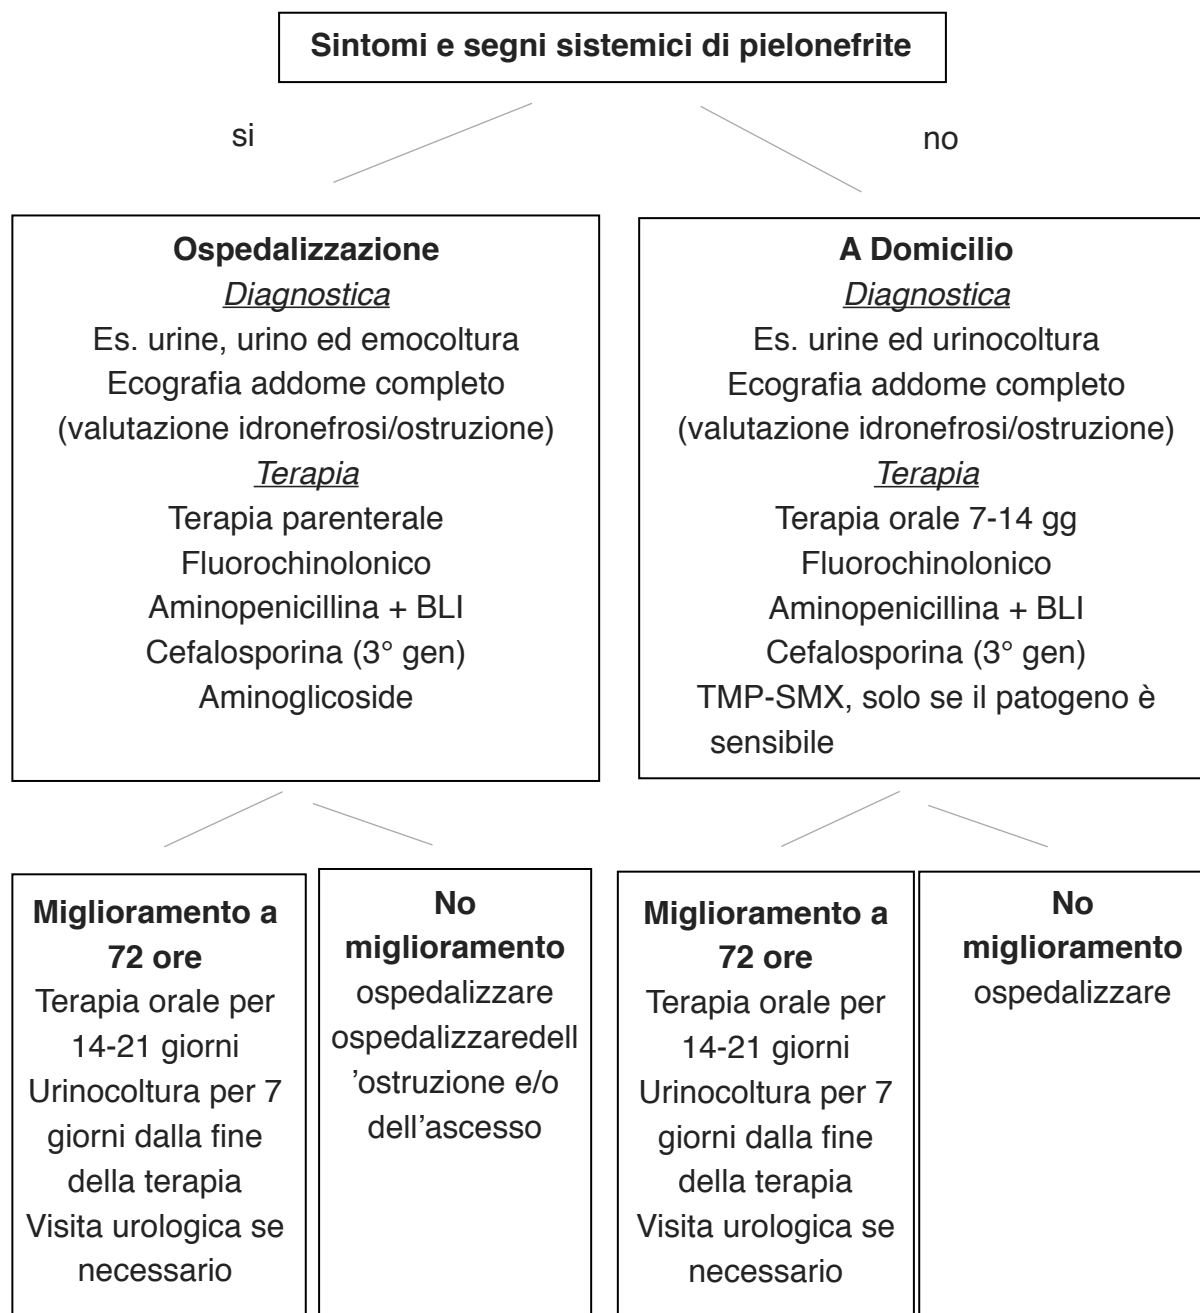 Sintomi e segni sistemici di pielonefrite
si
no
Ospedalizzazione
Diagnostica
Es. urine, urino ed emocoltura
Ecografia addome completo
(valutazione idronefrosi/ostruzione)
Terapia
Terapia parenterale
Fluorochinolonico
Aminopenicillina + BLI
Cefalosporina (3° gen)
Aminoglicoside
A Domicilio
Diagnostica
Es. urine ed urinocoltura
Ecografia addome completo
(valutazione idronefrosi/ostruzione)
Terapia
Terapia orale 7-14 gg
Fluorochinolonico
Aminopenicillina + BLI
Cefalosporina (3° gen)
TMP-SMX, solo se il patogeno è
sensibile
Miglioramento a
72 ore
Terapia orale per
14-21 giorni
Urinocoltura per 7
giorni dalla fine
della terapia
Visita urologica se
necessario
No
miglioramento
ospedalizzare
ospedalizzaredell
’ostruzione e/o
dell’ascesso
Miglioramento a
72 ore
Terapia orale per
14-21 giorni
Urinocoltura per 7
giorni dalla fine
della terapia
Visita urologica se
necessario
No
miglioramento
ospedalizzare